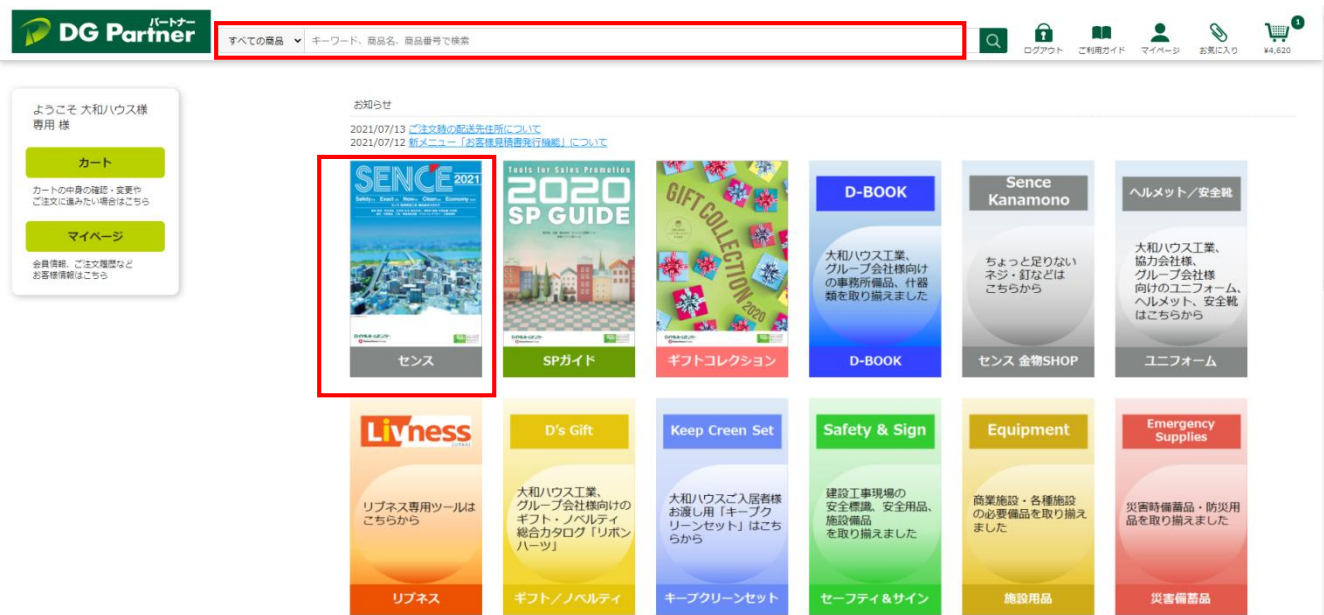 DG Partner
パートナー
すべての商品
キーワード、商品名、商品番号で検索
ログアウト
ご利用ガイド
マイページ
お気に入り
1
¥4,620
ようこそ 大和ハウス様
専用 様
カート
カートの中身の確認・変更や
ご注文に進みたい場合はこちら
マイページ
会員情報、ご注文履歴など
お客様情報はこちら
お知らせ
2021/07/13 ご注文時の配送先住所について
2021/07/12 新メニュー「お客様見積書発行機能」について
SENCE 2021
センス
Tools for Sales Promotion
2020
SP GUIDE
SPガイド
GIFT COLLECTION 2020
ギフトコレクション
D-BOOK
大和ハウス工業、
グループ会社様向け
の事務所備品、什器
類を取り揃えました
D-BOOK
Sence
Kanamono
ちょっと足りない
ネジ・釘などは
こちらから
センス 金物SHOP
ヘルメット/安全靴
大和ハウス工業、
協力会社様、
グループ会社様
向けのユニフォーム、
ヘルメット、安全靴
はこちらから
ユニフォーム
Livness
リブネス専用ツールは
こちらから
リブネス
D's Gift
大和ハウス工業、
グループ会社様向けの
ギフト・ノベルティ
総合カタログ「リボン
ハーツ」
ギフト/ノベルティ
Keep Creen Set
大和ハウスご入居者様
お渡し用「キープク
リーンセット」はこち
らから
キープクリーンセット
Safety & Sign
建設工事現場の
安全標識、安全用品、
施設備品
を取り揃えました
セーフティ&サイン
Equipment
商業施設・各種施設
の必要備品を取り揃え
ました
施設用品
Emergency
Supplies
災害時備蓄品・防災用
品を取り揃えました
災害備蓄品